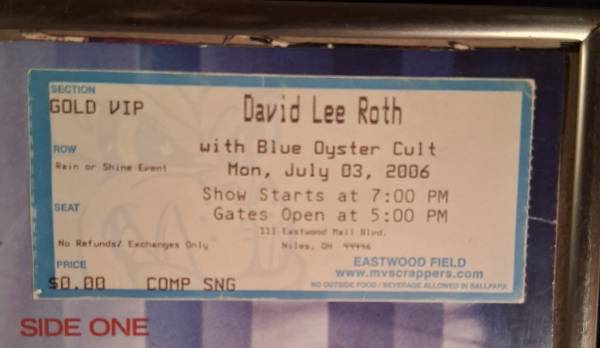 SECTION
GOLD VIP
David Lee Roth
ROW
with Blue Oyster Cult
Rain or Shine Event
Mon, July 03, 2006
Show Starts at 7:00 PM
SEAT
Gates Open at 5:00 PM
111 Eastwood Mall Blvd.
No Refunds/ Exchanges Only
Niles, OH
PRICE
EASTWOOD FIELD
www.mvscrappers.com
$0.00 COMP SNG
NO OUTSIDE FOOD / BEVERAGE ALLOWED IN BALLPARK
SIDE ONE